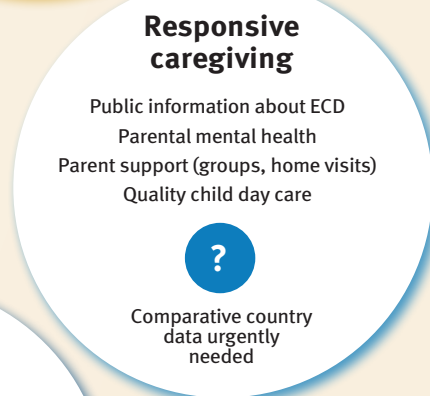 Responsive
caregiving
Public information about ECD
Parental mental health
Parent support (groups, home visits)
Quality child day care
?
Comparative country
data urgently
needed